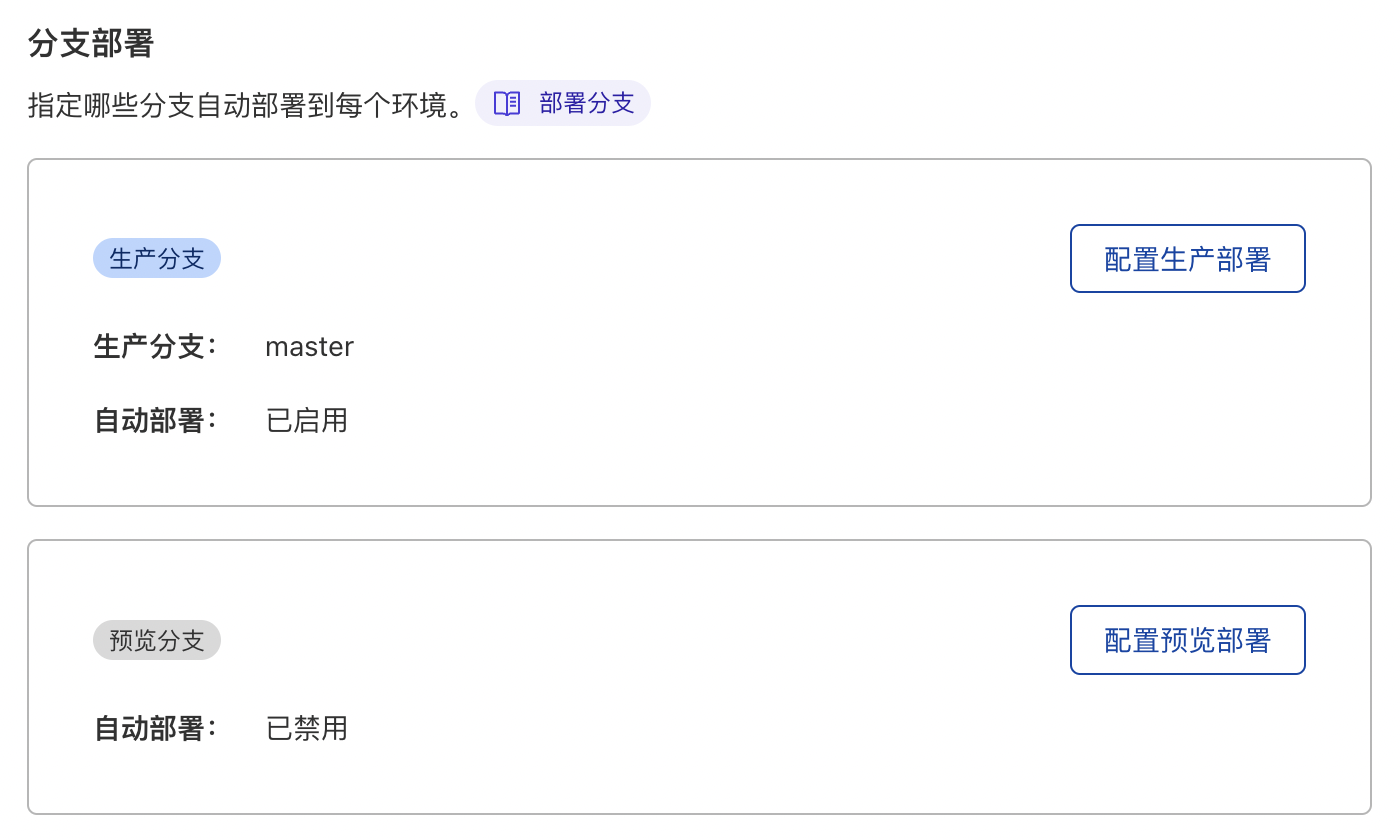 分支部署
指定哪些分支自动部署到每个环境。 部署分支
生产分支 配置生产部署
生产分支： master
自动部署： 已启用
预览分支 配置预览部署
自动部署： 已禁用